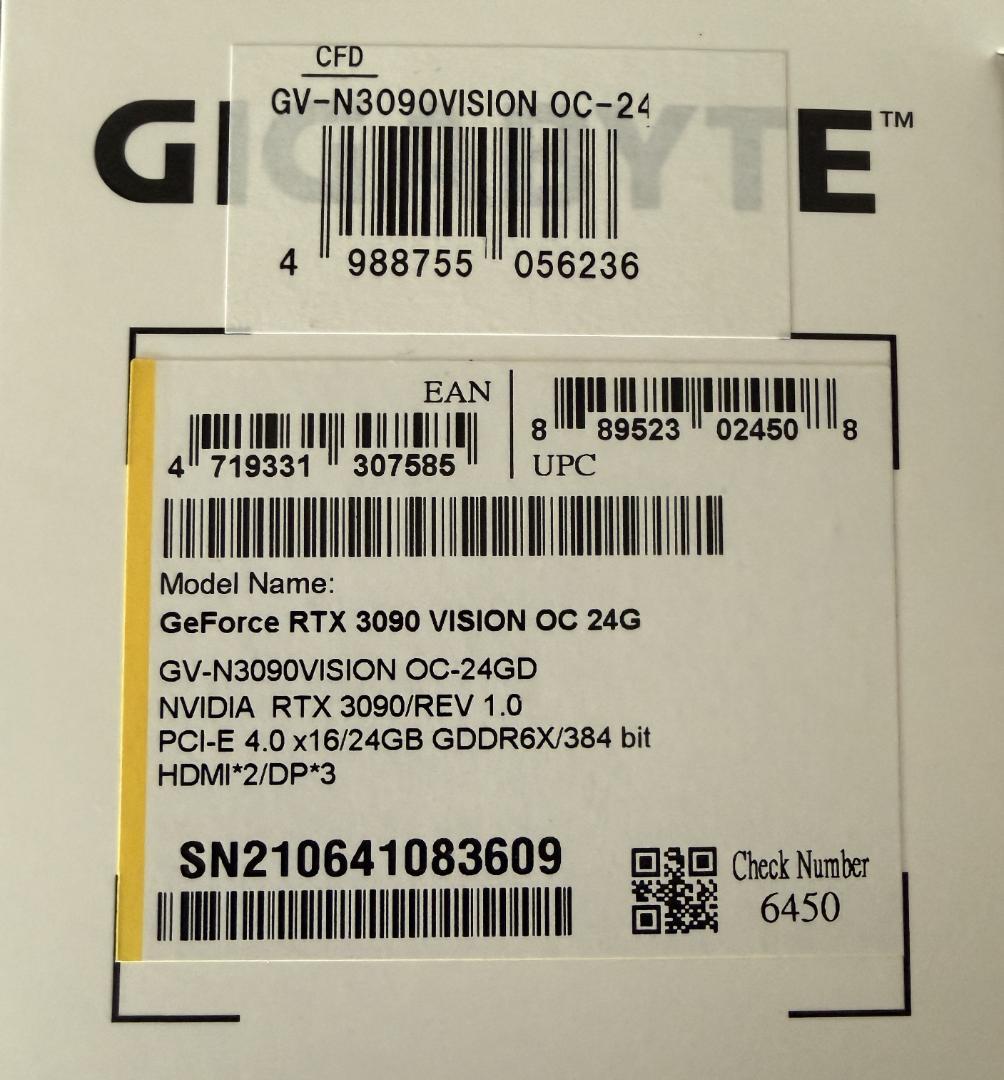 CFD
GV-N3090VISION OC-24
GIGABYTE™
4 988755 056236
EAN
4 719331 307585
8 89523 02450 8
UPC
Model Name:
GeForce RTX 3090 VISION OC 24G
GV-N3090VISION OC-24GD
NVIDIA RTX 3090/REV 1.0
PCI-E 4.0 x16/24GB GDDR6X/384 bit
HDMI*2/DP*3
SN210641083609
Check Number
6450